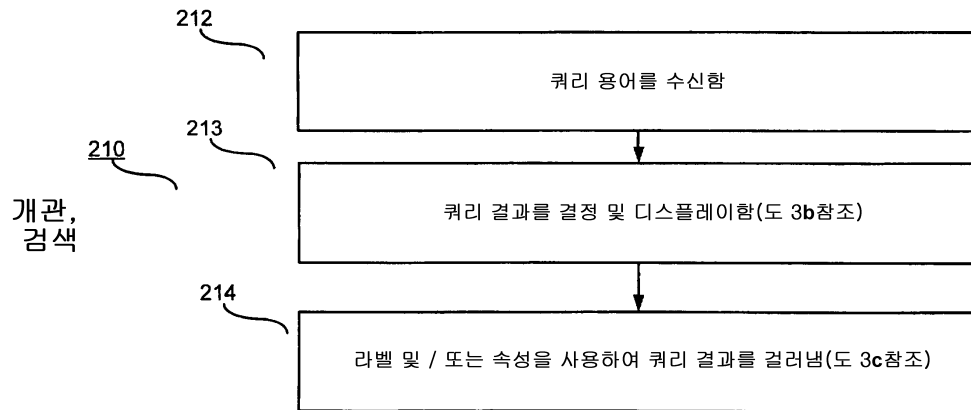 212
쿼리 용어를 수신함
213
210
개관,
검색
쿼리 결과를 결정 및 디스플레이함(도 3b참조)
214
라벨 및 / 또는 속성을 사용하여 쿼리 결과를 걸러냄(도 3c참조)